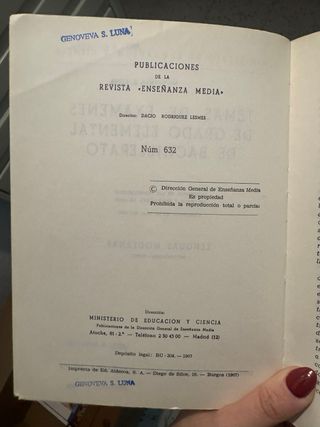 GENOVEVA S. LUNA
PUBLICACIONES
DE LA
REVISTA «ENSEÑANZA MEDIA»
Director: DACIO RODRIGUEZ LESMES
Núm 632
© Dirección General de Enseñanza Media
Es propiedad
Prohibida la reproducción total o parcial
Dirección:
MINISTERIO DE EDUCACION Y CIENCIA
Publicaciones de la Dirección General de Enseñanza Media
Atocha, 81 - 2.º — Teléfono 2 30 43 00 — Madrid (12)
Depósito legal: BU - 304. — 1967
Imprenta de Ed. Aldecoa, S. A. — Diego de Siloe, 18. — Burgos (1967)
GENOVEVA S. LUNA